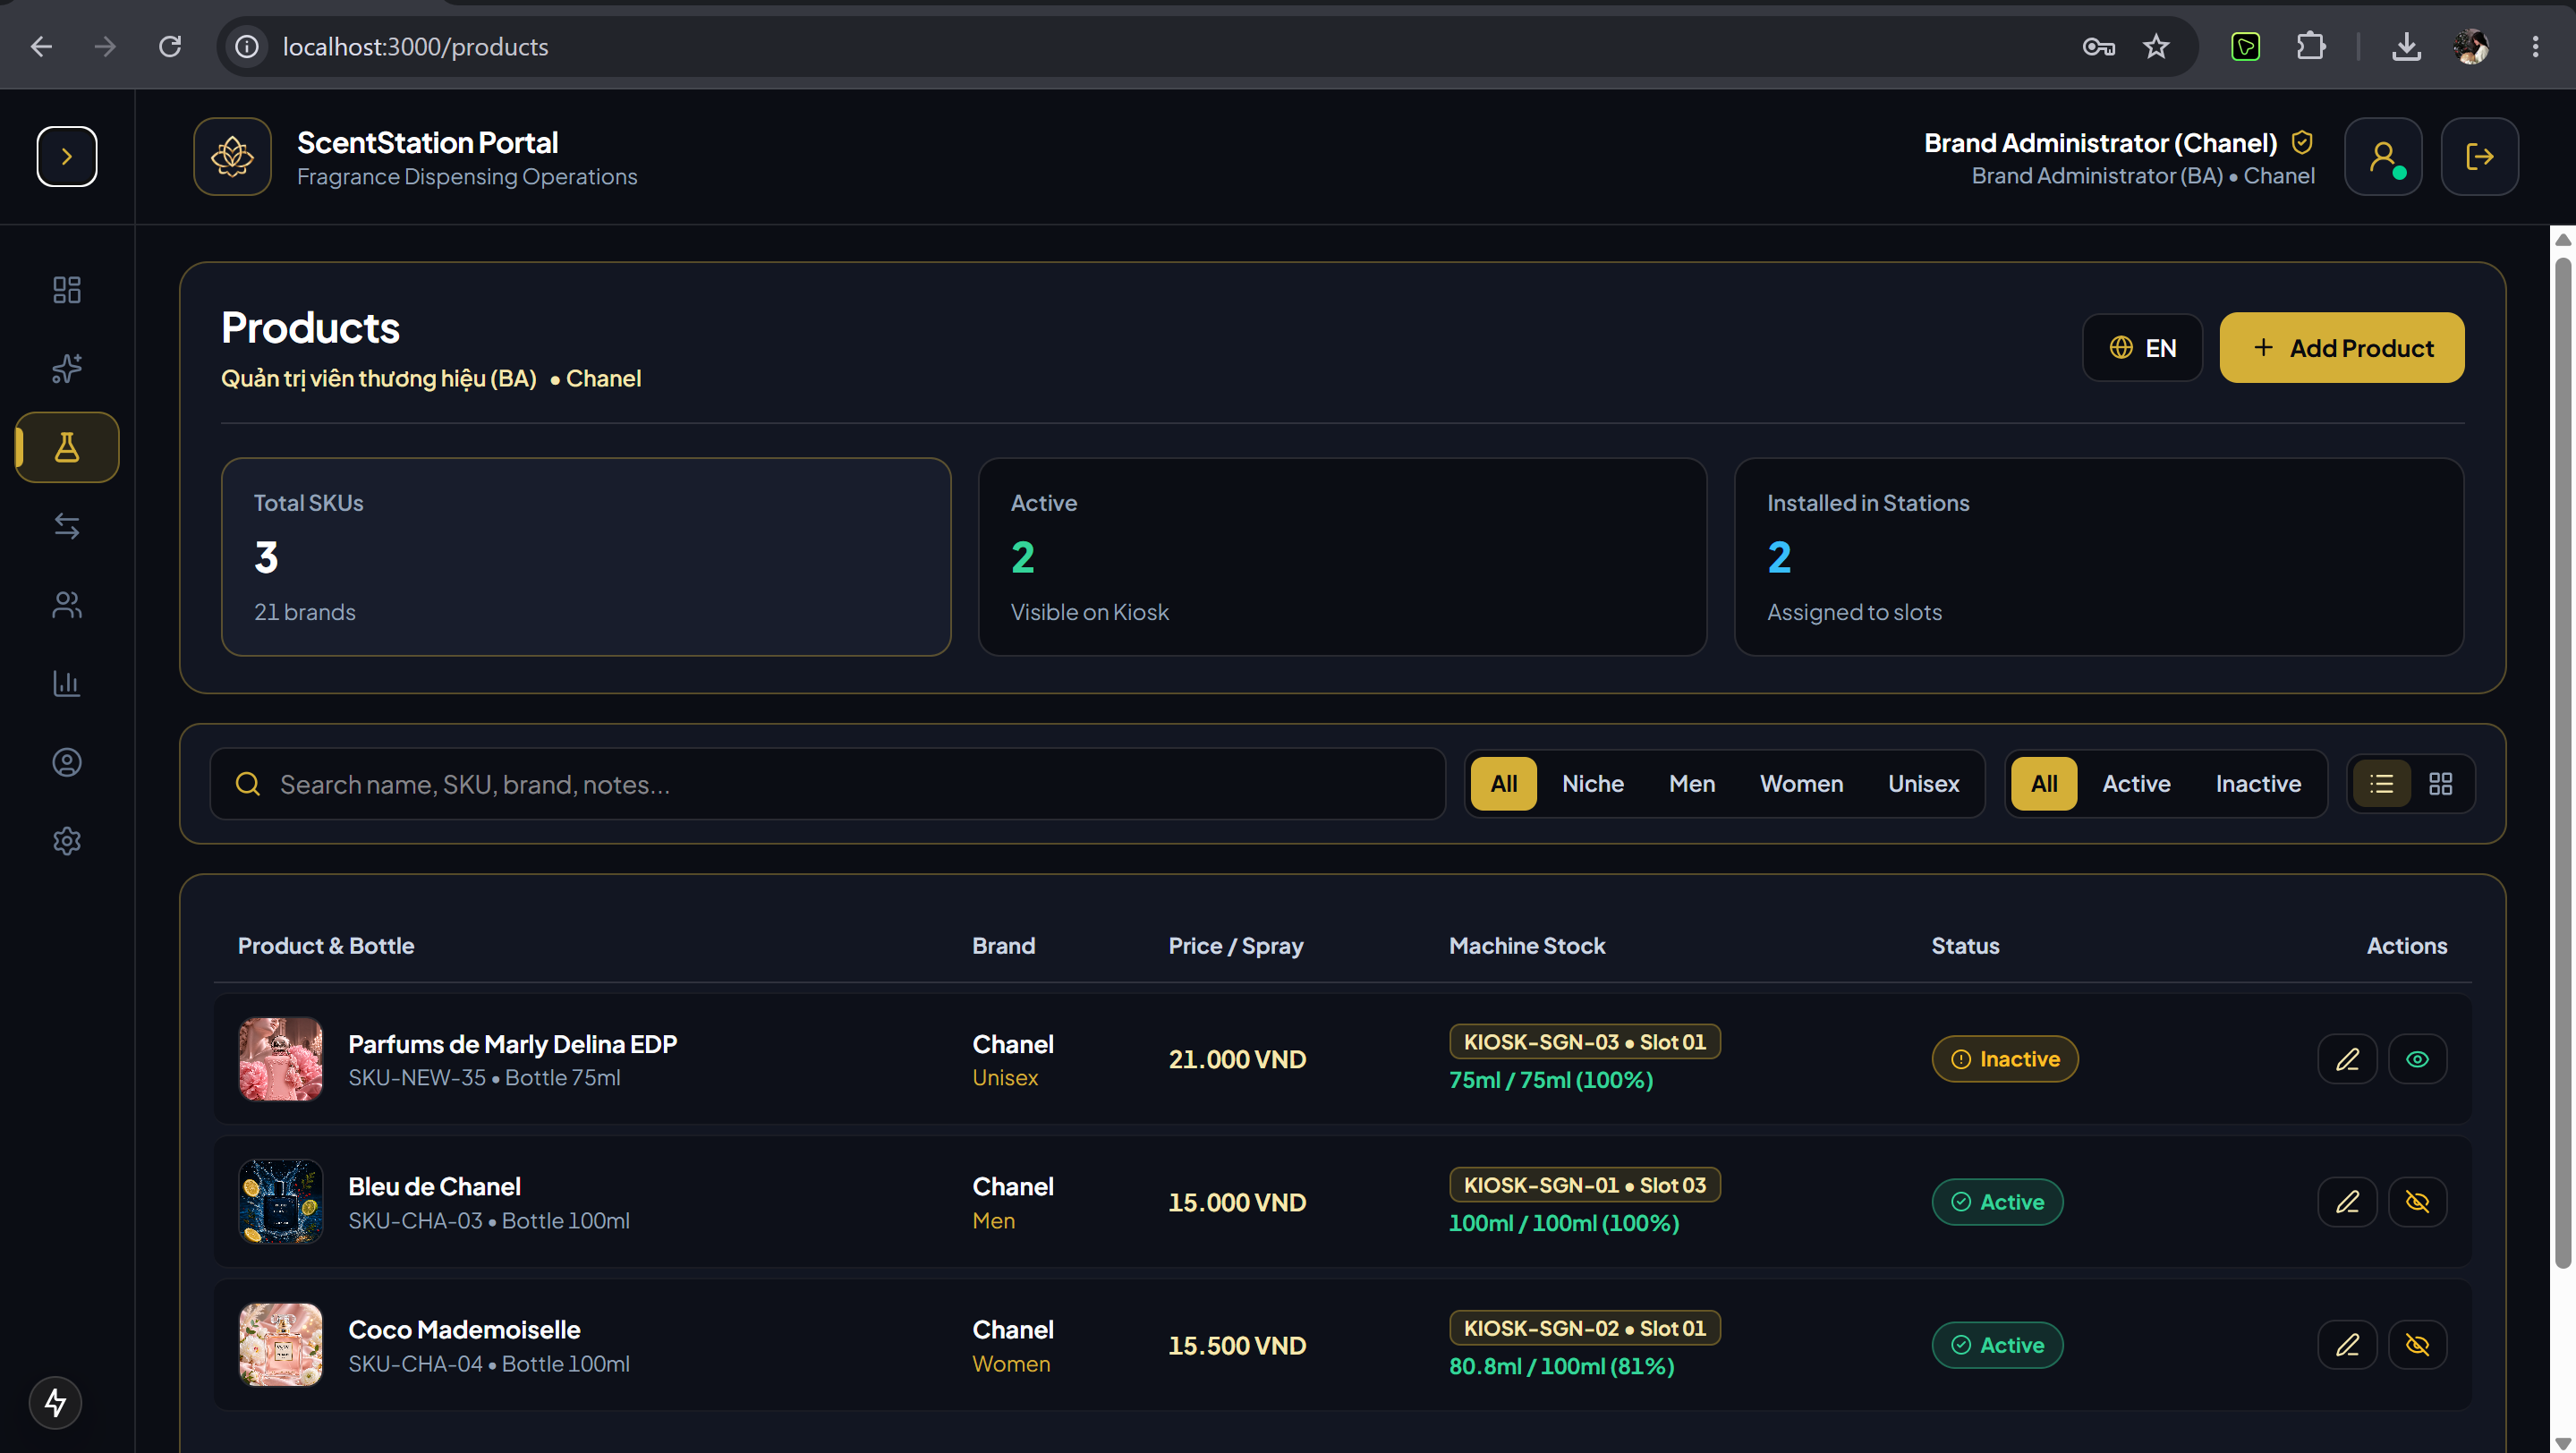 localhost:3000/products
ScentStation Portal
Fragrance Dispensing Operations
Brand Administrator (Chanel)
Brand Administrator (BA) • Chanel
Products
Quản trị viên thương hiệu (BA) • Chanel
EN
+ Add Product
Total SKUs
3
21 brands
Active
2
Visible on Kiosk
Installed in Stations
2
Assigned to slots
Search name, SKU, brand, notes...
All Niche Men Women Unisex
All Active Inactive
Product & Bottle Brand Price / Spray Machine Stock Status Actions
Parfums de Marly Delina EDP
SKU-NEW-35 • Bottle 75ml
Chanel
Unisex
21.000 VND
KIOSK-SGN-03 • Slot 01
75ml / 75ml (100%)
Inactive
Bleu de Chanel
SKU-CHA-03 • Bottle 100ml
Chanel
Men
15.000 VND
KIOSK-SGN-01 • Slot 03
100ml / 100ml (100%)
Active
Coco Mademoiselle
SKU-CHA-04 • Bottle 100ml
Chanel
Women
15.500 VND
KIOSK-SGN-02 • Slot 01
80.8ml / 100ml (81%)
Active